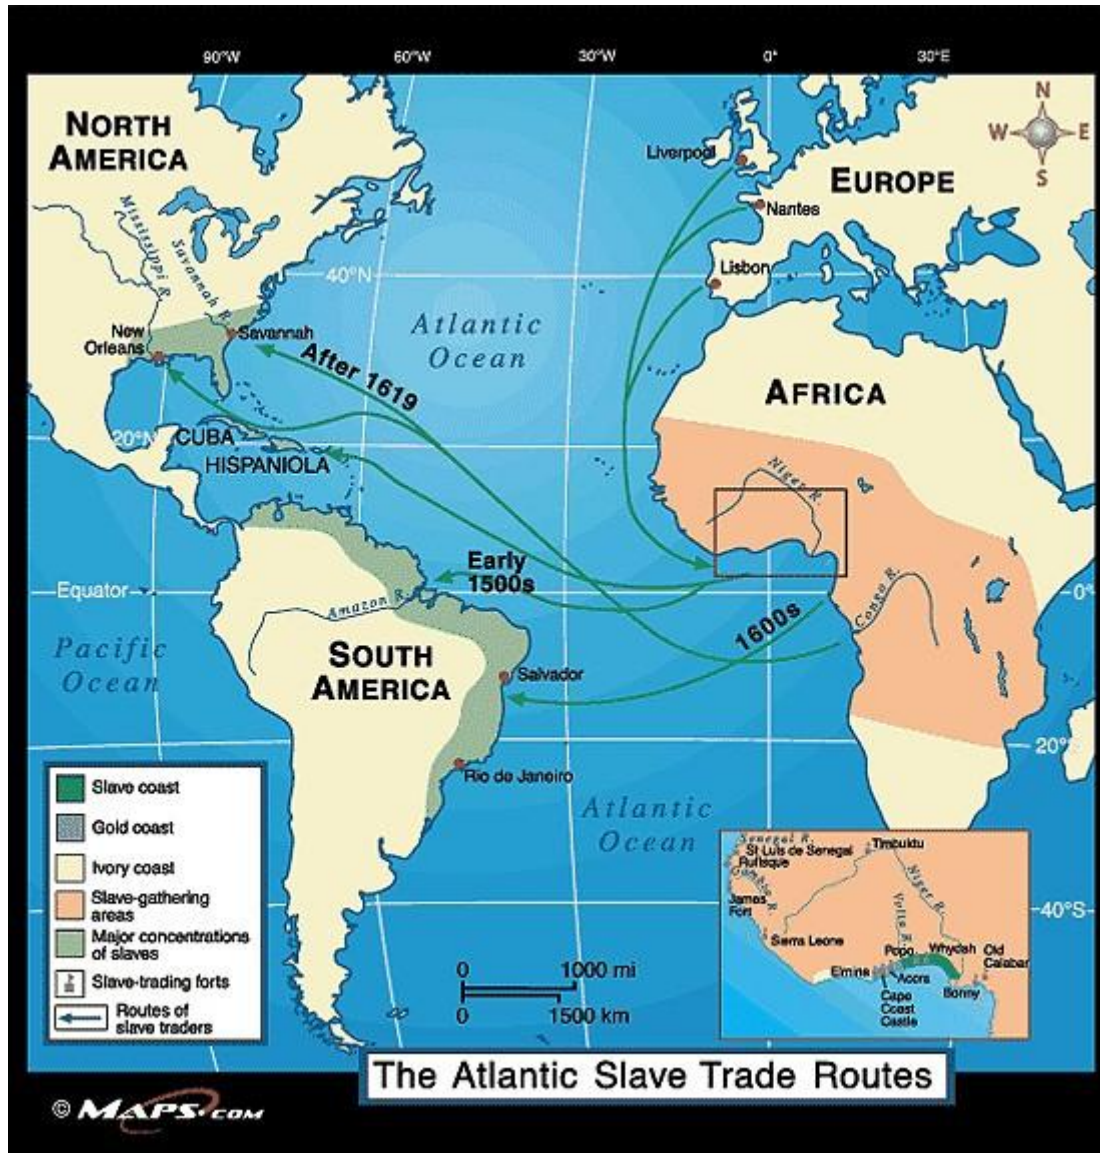 90°W
60°W
30°W
0°
30°E
N
W
E
S
NORTH
AMERICA
Liverpool
EUROPE
Nantes
Lisbon
Mississippi R.
Savannah R.
40°N
Atlantic
Ocean
New
Orleans
Savannah
After 1619
AFRICA
20°N
CUBA
HISPANIOLA
Niger R.
Early
1500s
Equator
0°
Amazon R.
Congo R.
1600s
Pacific
Ocean
SOUTH
AMERICA
Salvador
20°S
Rio de Janeiro
Atlantic
Ocean
40°S
Slave coast
Gold coast
Ivory coast
Slave-gathering
areas
Major concentrations
of slaves
Slave-trading forts
Routes of
slave traders
0 1000 mi
0 1500 km
Senegal R.
St Luis de Senegal
Rufisque
Gambia R.
James
Fort
Timbuktu
Niger R.
Volta R.
Sierra Leone
Popo
Whydah
Old
Calabar
Elmina
Accra
Bonny
Cape
Coast
Castle
The Atlantic Slave Trade Routes
© MAPS.COM